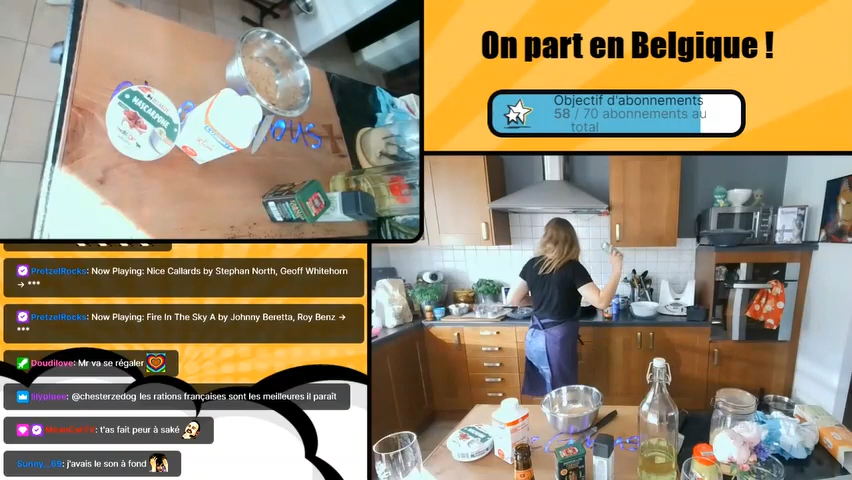 MASCARPONE
On part en Belgique !
Objectif d'abonnements
58 / 70 abonnements au
total
PretzelRocks: Now Playing: Nice Callards by Stephan North, Geoff Whitehorn
→ ***
PretzelRocks: Now Playing: Fire In The Sky A by Johnny Beretta, Roy Benz →
***
Doudilove: Mr va se régaler
: @chesterzedog les rations françaises sont les meilleures il paraît
: t'as fait peur à saké
Sunny__69: j'avais le son à fond